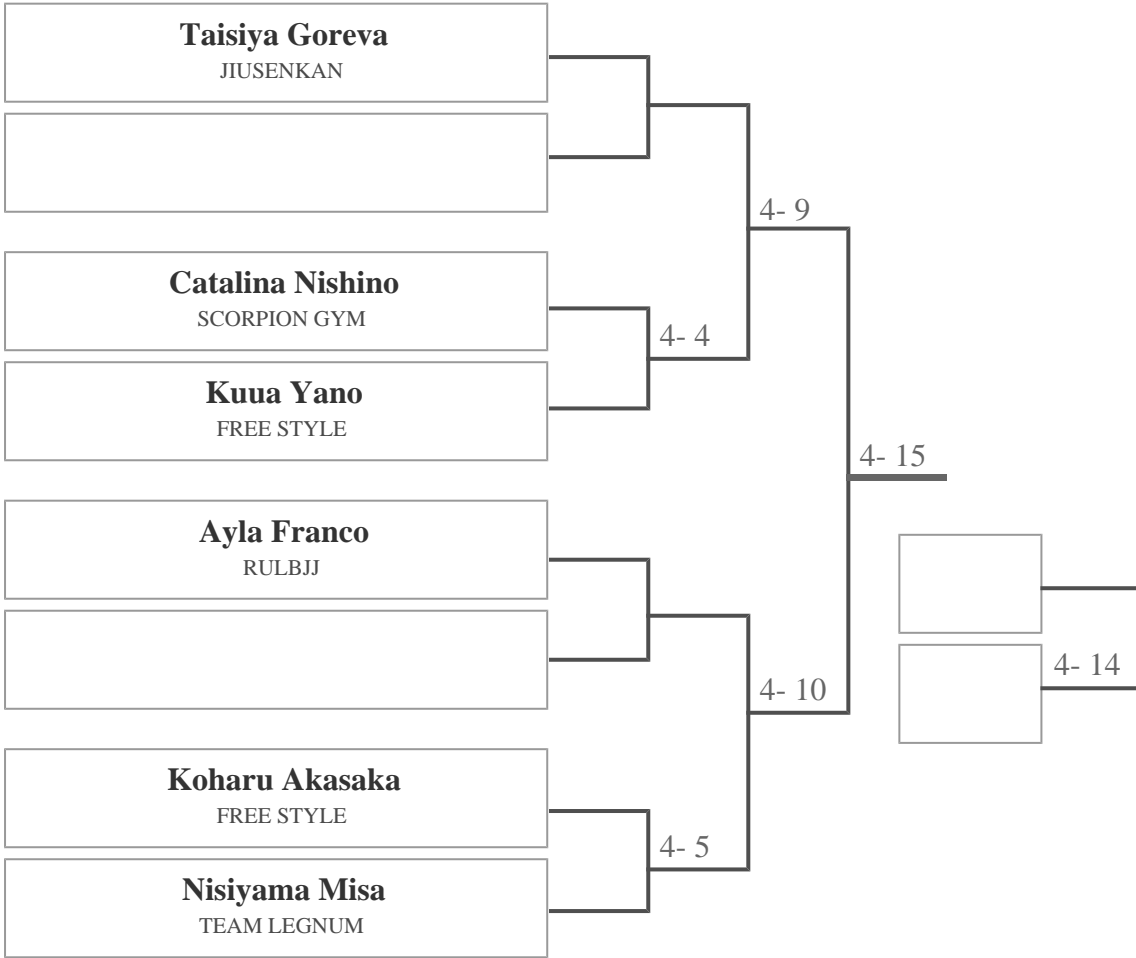 Taisiya Goreva
JIUSENKAN
4- 9
Catalina Nishino
SCORPION GYM
4- 4
Kuua Yano
FREE STYLE
4- 15
Ayla Franco
RULBJJ
4- 14
4- 10
Koharu Akasaka
FREE STYLE
4- 5
Nisiyama Misa
TEAM LEGNUM